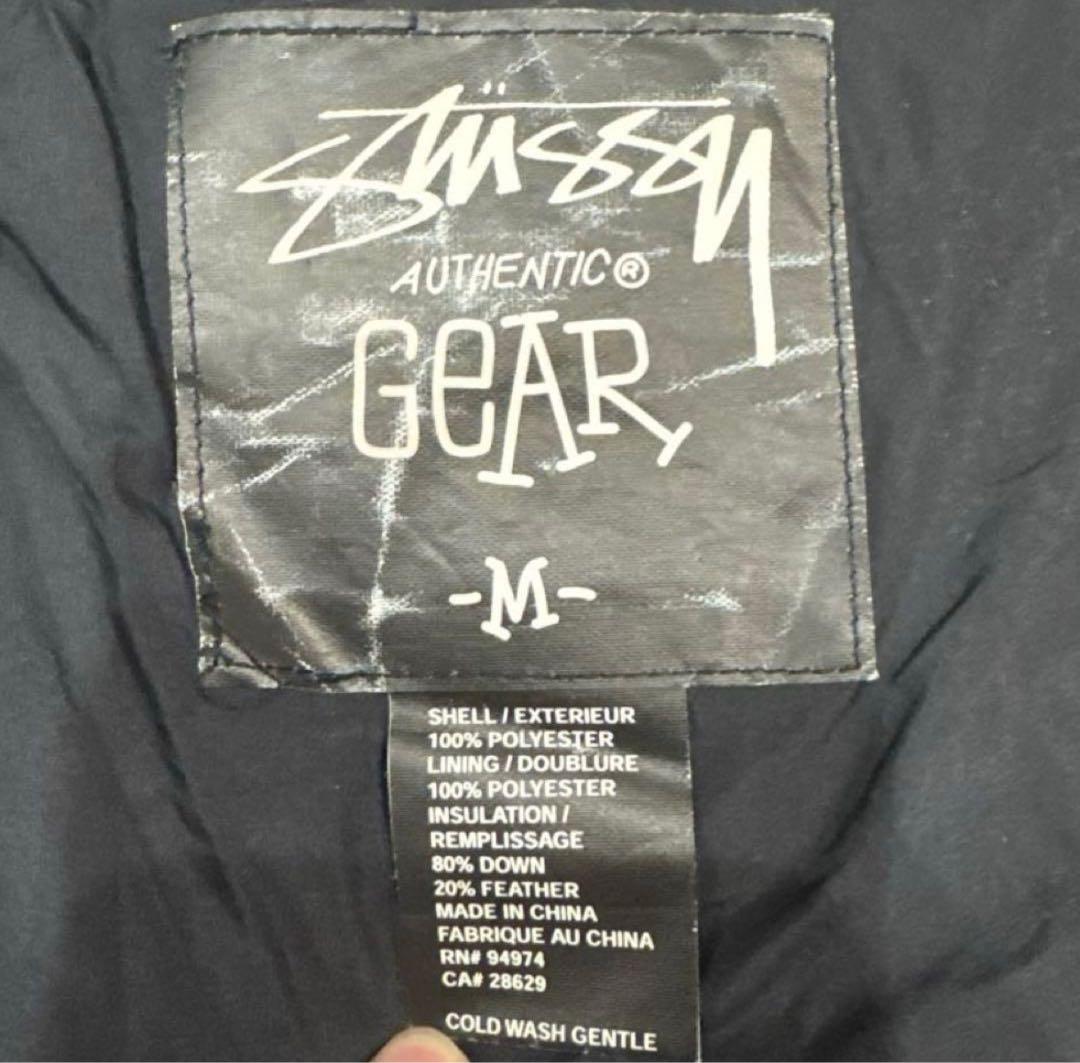 Stüssy
AUTHENTIC®
GeAR
-M-
SHELL / EXTERIEUR
100% POLYESTER
LINING / DOUBLURE
100% POLYESTER
INSULATION /
REMPLISSAGE
80% DOWN
20% FEATHER
MADE IN CHINA
FABRIQUE AU CHINA
RN# 94974
CA# 28629
COLD WASH GENTLE